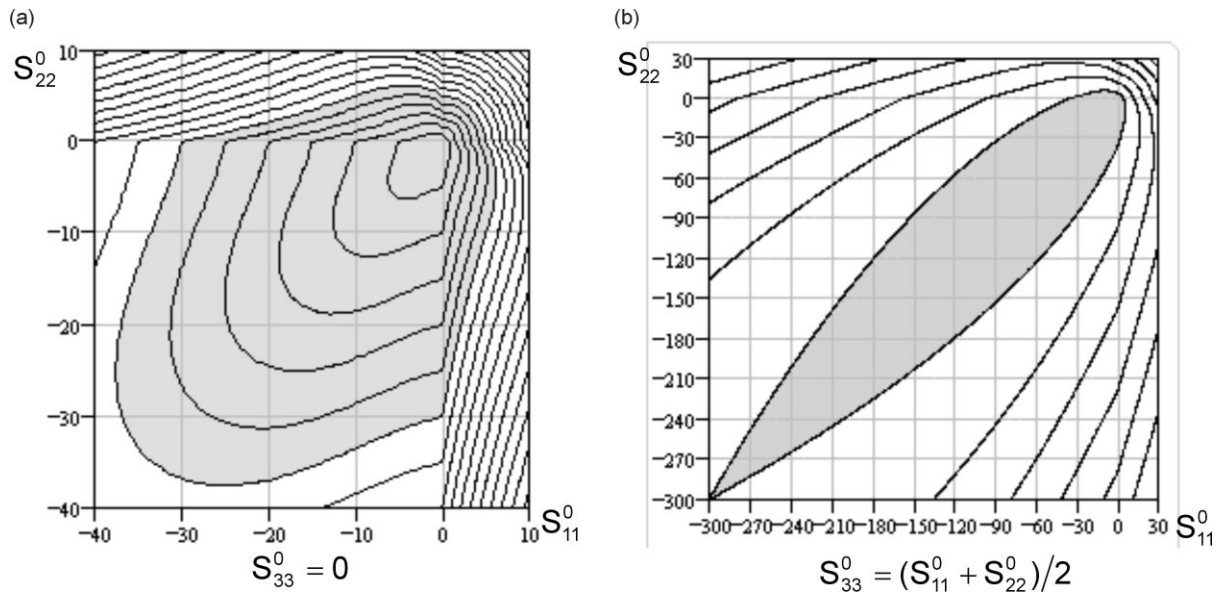 (a)
S⁰₂₂
10
0
−10
−20
−30
−40
−40 −30 −20 −10 0 10
S⁰₁₁
S⁰₃₃ = 0
(b)
S⁰₂₂
30
0
−30
−60
−90
−120
−150
−180
−210
−240
−270
−300
−300 −270 −240 −210 −180 −150 −120 −90 −60 −30 0 30
S⁰₁₁
S⁰₃₃ = (S⁰₁₁ + S⁰₂₂)/2